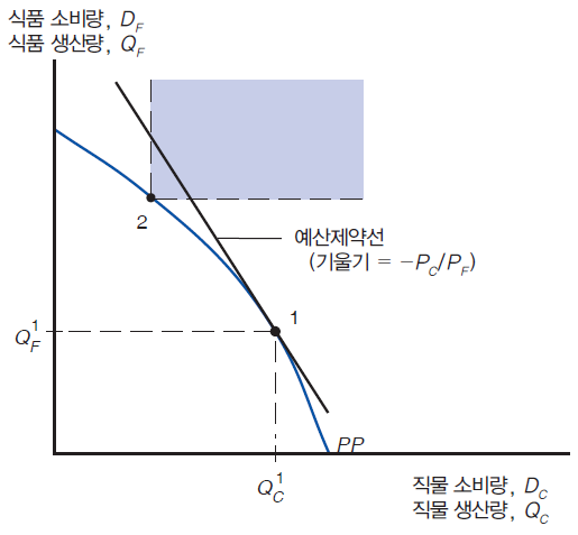 식품 소비량, D_F
식품 생산량, Q_F
2
예산제약선
(기울기 = −P_C/P_F)
1
Q_F^1
PP
Q_C^1
직물 소비량, D_C
직물 생산량, Q_C